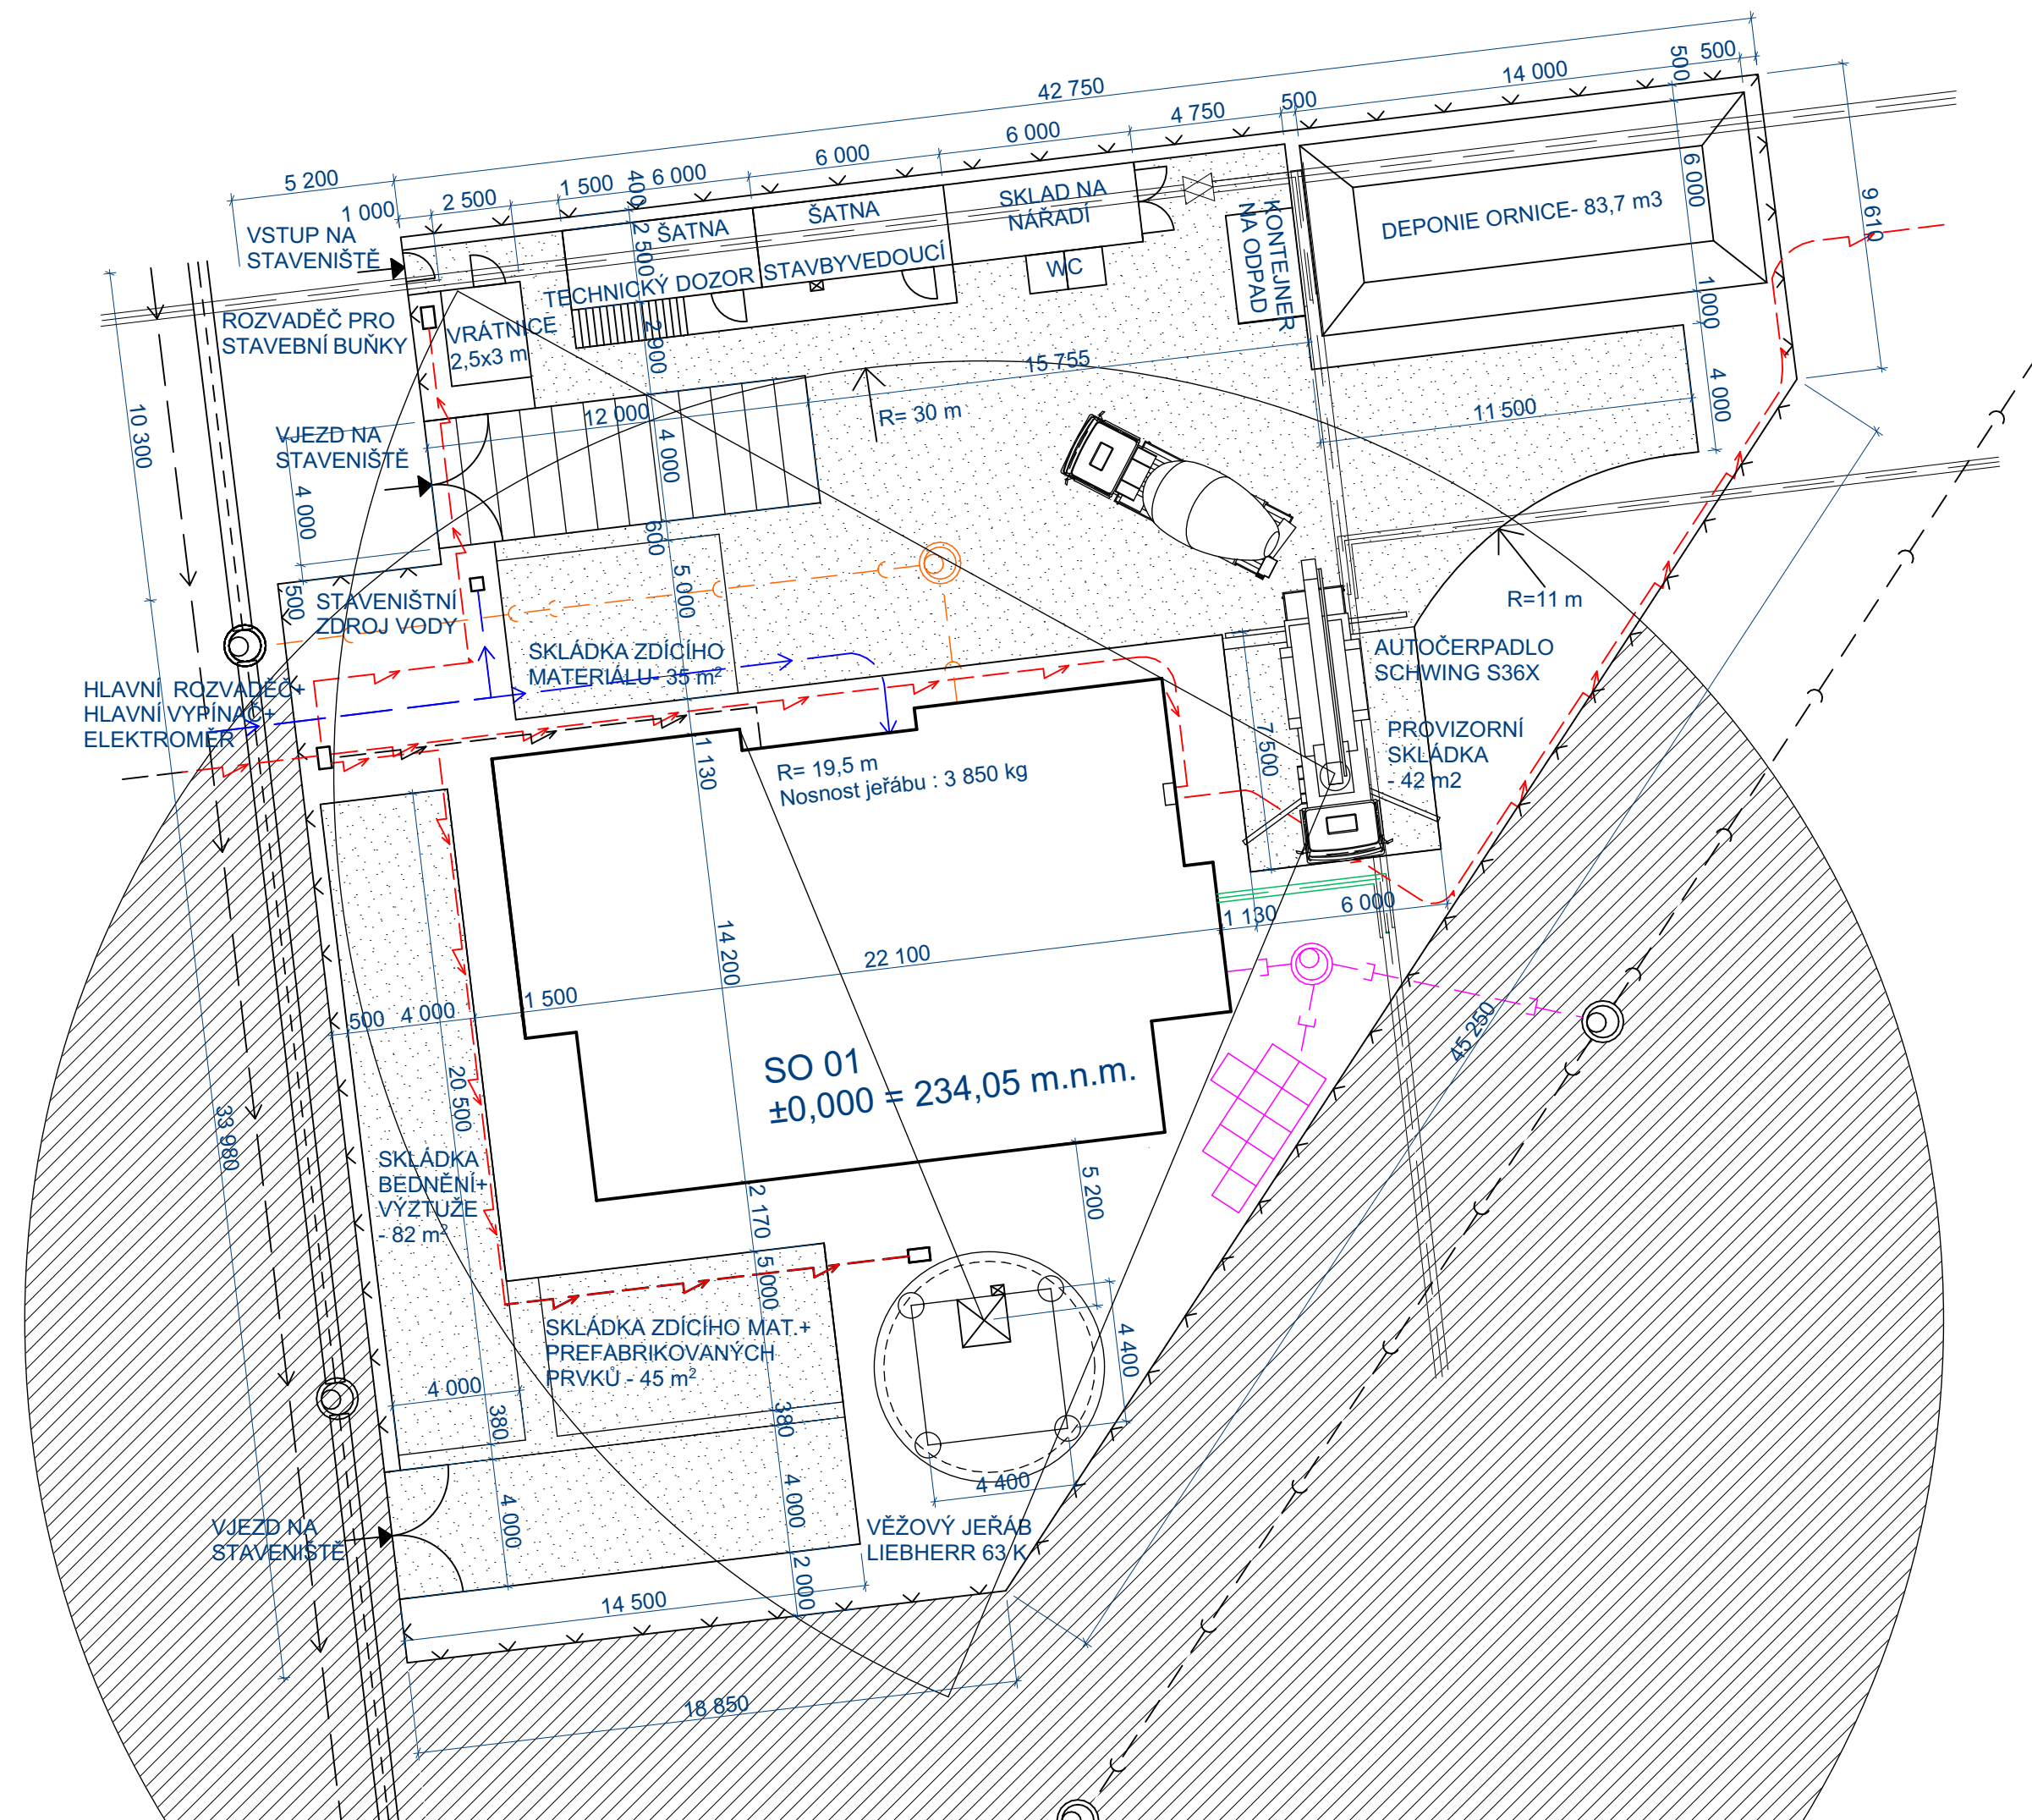 42 750
500
500
14 000
500
4 750
6 000
6 000
6 000
400
1 500
2 500
1 000
5 200
VSTUP NA
STAVENIŠTĚ
ŠATNA
ŠATNA
SKLAD NA
NÁŘADÍ
TECHNICKÝ DOZOR
STAVBYVEDOUCÍ
WC
KONTEJNER
NA ODPAD
DEPONIE ORNICE- 83,7 m3
6 000
9 610
1 000
4 000
2 500
2 900
ROZVADĚČ PRO
STAVEBNÍ BUŇKY
VRÁTNICE
2,5x3 m
15 755
11 500
R= 30 m
12 000
4 000
10 300
VJEZD NA
STAVENIŠTĚ
4 000
600
5 000
500
STAVENIŠTNÍ
ZDROJ VODY
SKLÁDKA ZDÍCÍHO
MATERIÁLU- 35 m²
R=11 m
AUTOČERPADLO
SCHWING S36X
HLAVNÍ ROZVADĚČ+
HLAVNÍ VYPÍNAČ+
ELEKTROMĚR
PROVIZORNÍ
SKLÁDKA
- 42 m2
7 500
1 130
R= 19,5 m
Nosnost jeřábu : 3 850 kg
1 130
6 000
14 200
22 100
1 500
4 000
500
45 250
SO 01
±0,000 = 234,05 m.n.m.
20 500
33 980
SKLÁDKA
BEDNĚNÍ+
VÝZTUŽE
- 82 m²
2 170
5 200
5 000
SKLÁDKA ZDÍCÍHO MAT.+
PREFABRIKOVANÝCH
PRVKŮ - 45 m²
4 400
4 000
380
380
4 400
4 000
4 000
VJEZD NA
STAVENIŠTĚ
VĚŽOVÝ JEŘÁB
LIEBHERR 63 K
2 000
14 500
18 850